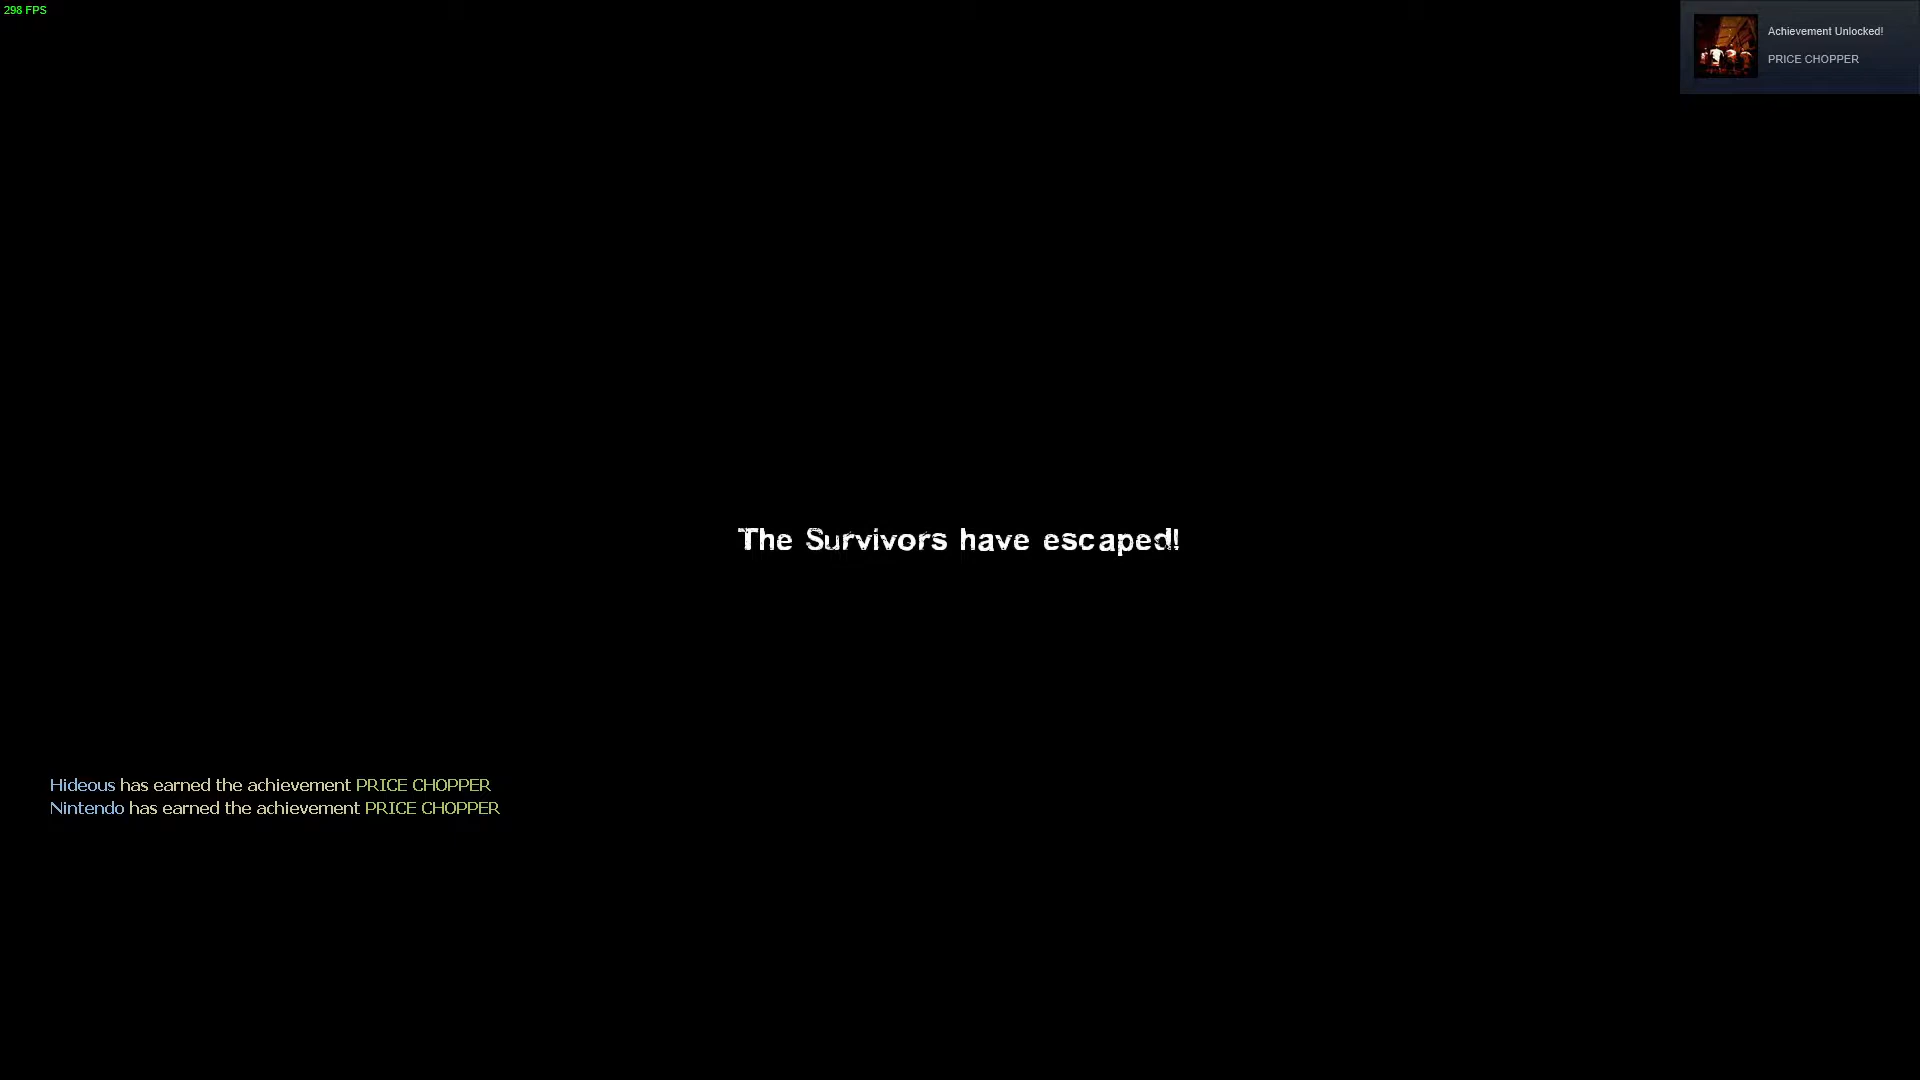 298 FPS
Achievement Unlocked!
PRICE CHOPPER
The Survivors have escaped!
Hideous has earned the achievement PRICE CHOPPER
Nintendo has earned the achievement PRICE CHOPPER